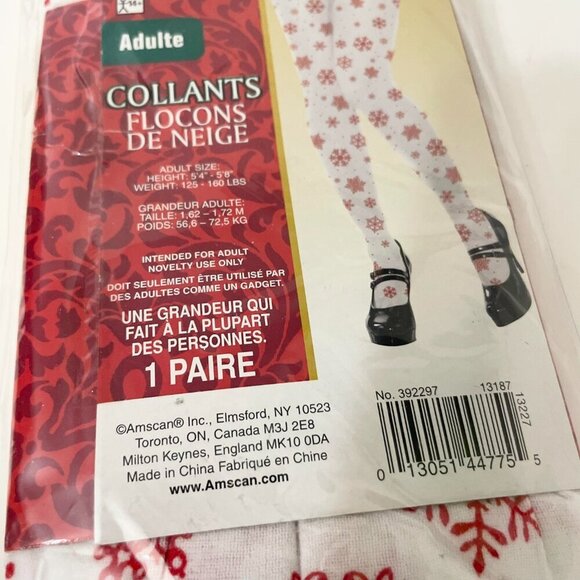 14+
Adulte
COLLANTS
FLOCONS
DE NEIGE
ADULT SIZE:
HEIGHT: 5'4" - 5'8"
WEIGHT: 125 - 160 LBS
GRANDEUR ADULTE:
TAILLE: 1,62 – 1,72 M
POIDS: 56,6 – 72,5 KG
INTENDED FOR ADULT
NOVELTY USE ONLY
DOIT SEULEMENT ÊTRE UTILISÉ PAR
DES ADULTES COMME UN GADGET.
UNE GRANDEUR QUI
FAIT À LA PLUPART
DES PERSONNES.
1 PAIRE
©Amscan® Inc., Elmsford, NY 10523
Toronto, ON, Canada M3J 2E8
Milton Keynes, England MK10 0DA
Made in China Fabriqué en Chine
www.Amscan.com
No. 392297
13187
13227
0 13051 44775 5